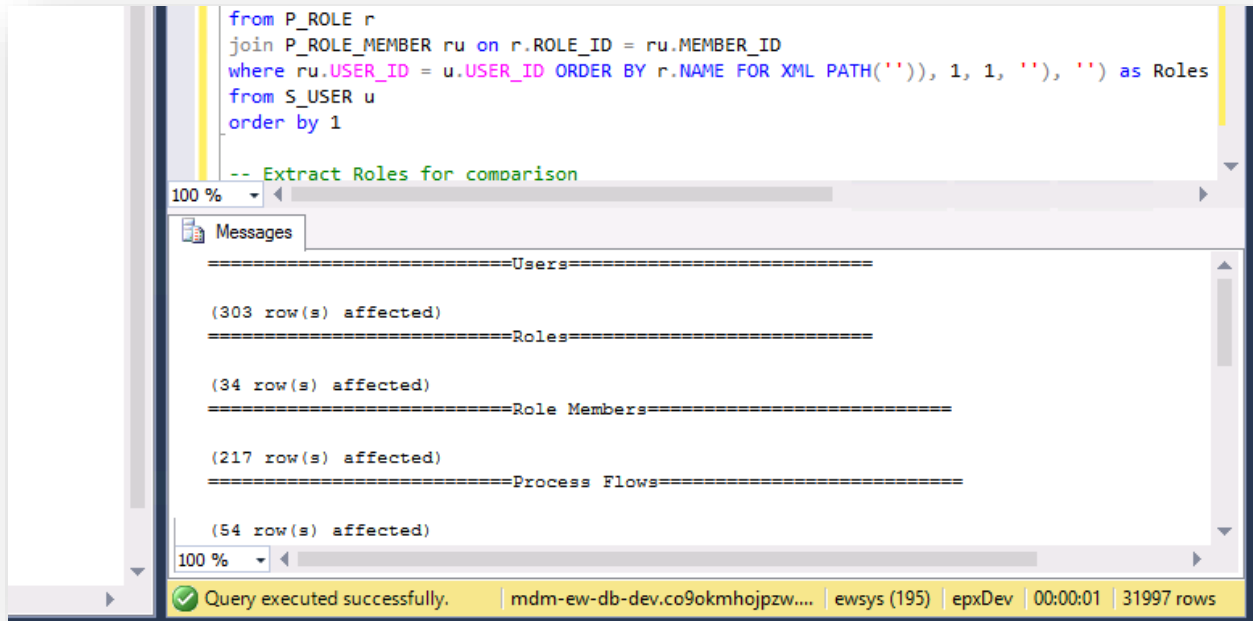 from P_ROLE r
join P_ROLE_MEMBER ru on r.ROLE_ID = ru.MEMBER_ID
where ru.USER_ID = u.USER_ID ORDER BY r.NAME FOR XML PATH('')), 1, 1, ''), '') as Roles
from S_USER u
order by 1
-- Extract Roles for comparison
100 %
Messages
===========================Users===========================
(303 row(s) affected)
===========================Roles===========================
(34 row(s) affected)
===========================Role Members===========================
(217 row(s) affected)
===========================Process Flows===========================
(54 row(s) affected)
100 %
Query executed successfully. mdm-ew-db-dev.co9okmhojpzw.... ewsys (195) epxDev 00:00:01 31997 rows